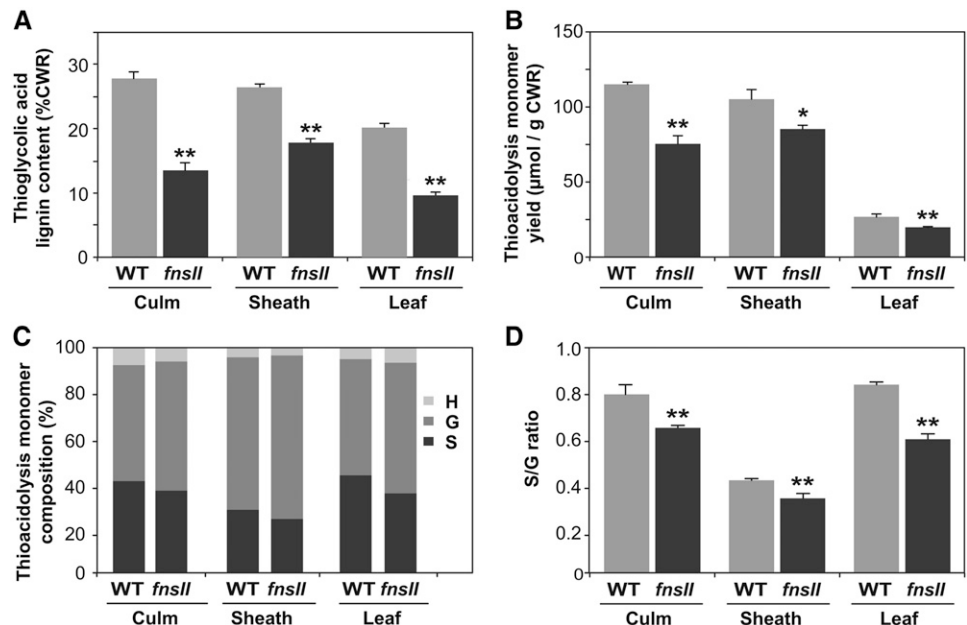 A
Thioglycolic acid
lignin content (%CWR)
30
20
10
0
**
**
**
WT fnsII WT fnsII WT fnsII
Culm Sheath Leaf
B
Thioacidolysis monomer
yield (μmol / g CWR)
150
100
50
0
**
*
**
WT fnsII WT fnsII WT fnsII
Culm Sheath Leaf
C
Thioacidolysis monomer
composition (%)
100
80
60
40
20
0
H
G
S
WT fnsII WT fnsII WT fnsII
Culm Sheath Leaf
D
S/G ratio
1.0
0.8
0.6
0.4
0.2
0
**
**
**
WT fnsII WT fnsII WT fnsII
Culm Sheath Leaf